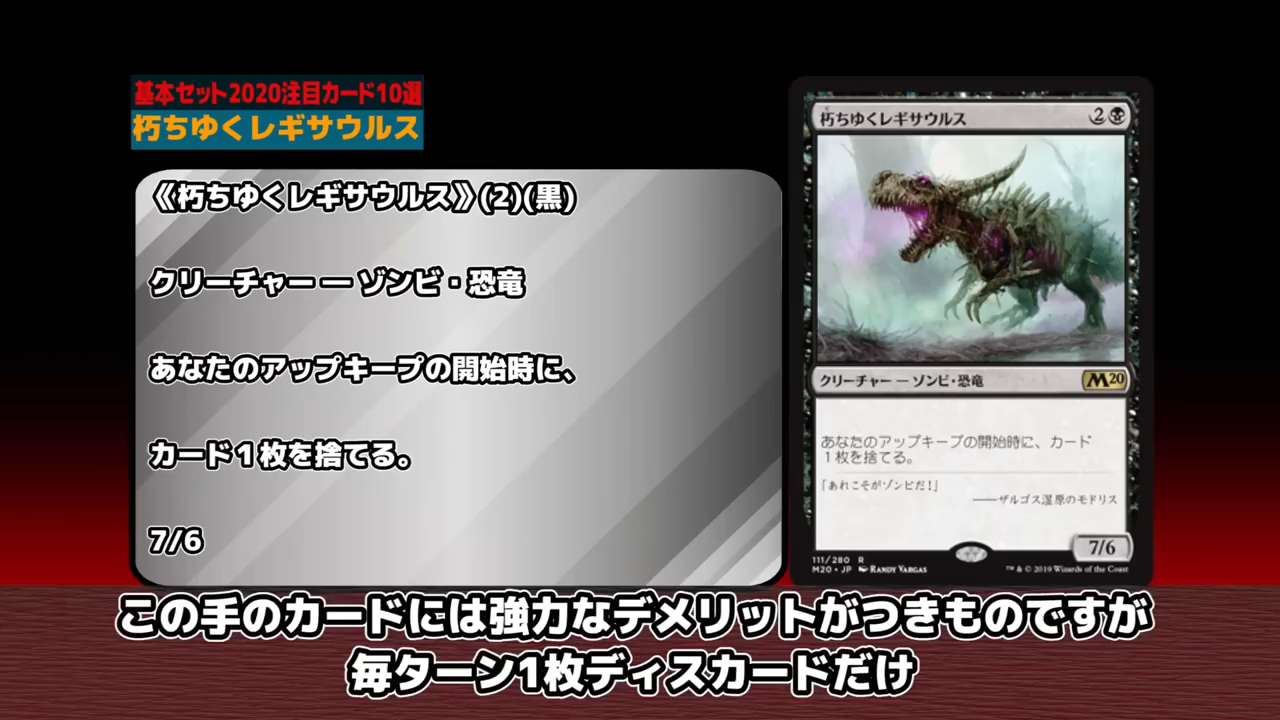 基本セット2020注目カード10選
朽ちゆくレギサウルス
《朽ちゆくレギサウルス》(2)(黒)
クリーチャー ― ゾンビ・恐竜
あなたのアップキープの開始時に、
カード１枚を捨てる。
7/6
朽ちゆくレギサウルス 2
クリーチャー ― ゾンビ・恐竜 M20
あなたのアップキープの開始時に、カード
１枚を捨てる。
「あれこそがゾンビだ!」
――ザルゴス湿原のモドリス
7/6
111/280 R
M20・JP RANDY VARGAS
™ & © 2019 Wizards of the Coast
この手のカードには強力なデメリットがつきものですが
毎ターン1枚ディスカードだけ